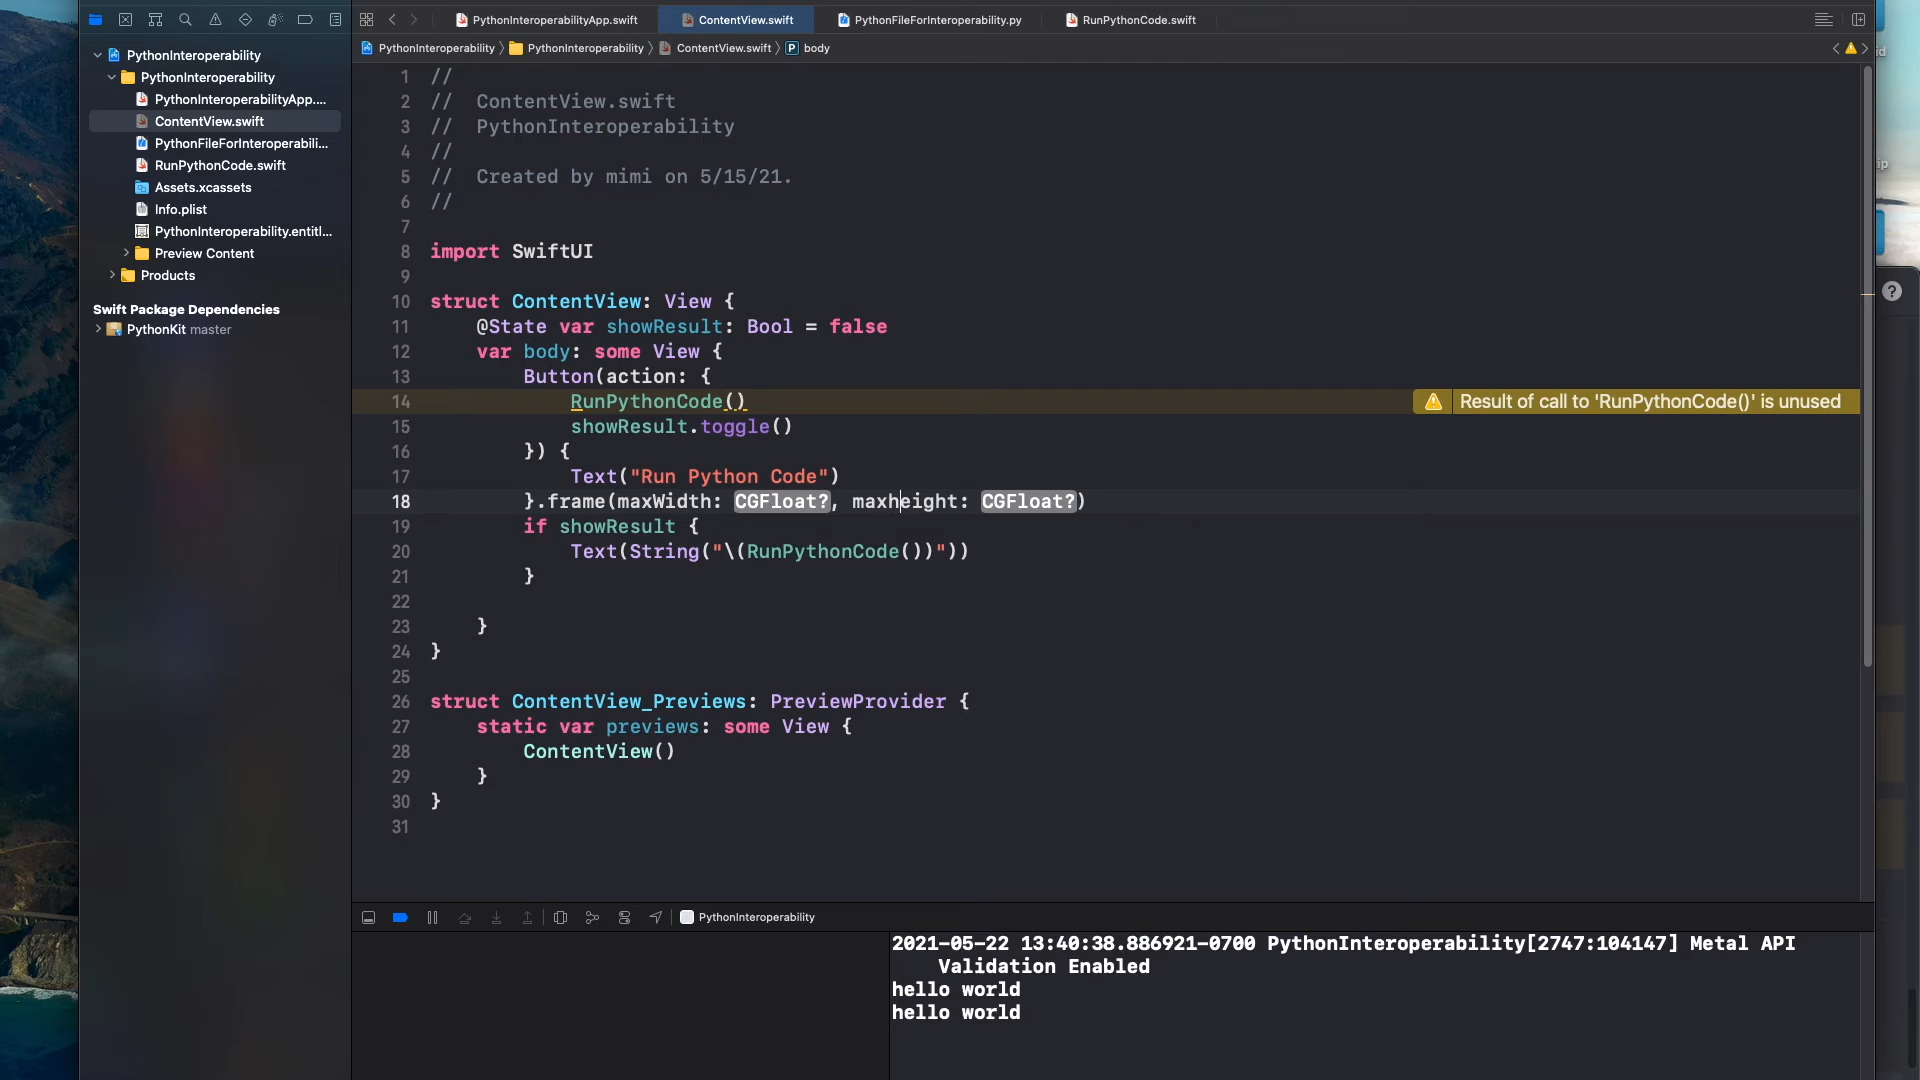 PythonInteroperabilityApp.swift
ContentView.swift
PythonFileForInteroperability.py
RunPythonCode.swift
PythonInteroperability
PythonInteroperability
ContentView.swift
P body
PythonInteroperability
PythonInteroperability
PythonInteroperabilityApp....
ContentView.swift
PythonFileForInteroperabili...
RunPythonCode.swift
Assets.xcassets
Info.plist
PythonInteroperability.entitl...
Preview Content
Products
Swift Package Dependencies
PythonKit master
1 //
2 //  ContentView.swift
3 //  PythonInteroperability
4 //
5 //  Created by mimi on 5/15/21.
6 //
7
8 import SwiftUI
9
10 struct ContentView: View {
11     @State var showResult: Bool = false
12     var body: some View {
13         Button(action: {
14             RunPythonCode()
Result of call to 'RunPythonCode()' is unused
15             showResult.toggle()
16         }) {
17             Text("Run Python Code")
18         }.frame(maxWidth: CGFloat?, maxheight: CGFloat?)
19         if showResult {
20             Text(String("\(RunPythonCode())"))
21         }
22
23     }
24 }
25
26 struct ContentView_Previews: PreviewProvider {
27     static var previews: some View {
28         ContentView()
29     }
30 }
31
PythonInteroperability
2021-05-22 13:40:38.886921-0700 PythonInteroperability[2747:104147] Metal API
Validation Enabled
hello world
hello world
id
ip
?